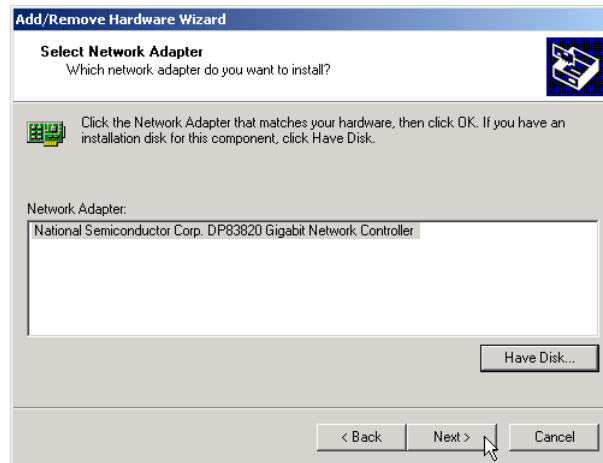 Add/Remove Hardware Wizard
Select Network Adapter
Which network adapter do you want to install?
Click the Network Adapter that matches your hardware, then click OK. If you have an
installation disk for this component, click Have Disk.
Network Adapter:
National Semiconductor Corp. DP83820 Gigabit Network Controller
Have Disk...
< Back Next > Cancel